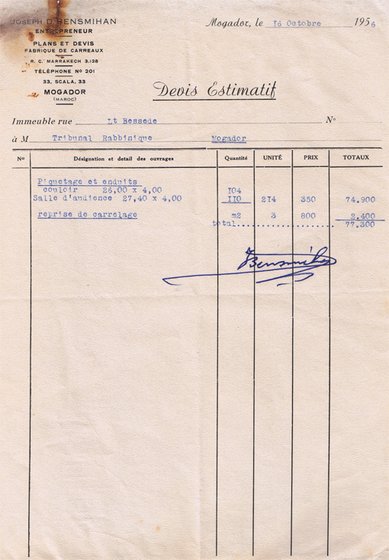 JOSEPH D. BENSMIHAN
ENTREPRENEUR
PLANS ET DEVIS
FABRIQUE DE CARREAUX
R. C. MARRAKECH 3.128
TÉLÉPHONE No 201
33, SCALA, 33
MOGADOR
(MAROC)
Mogador, le 16 Octobre 1956
Devis Estimatif
Immeuble rue Lt Bessede No
à M Tribunal Rabbinique Mogador
Nos Désignation et detail des ouvrages Quantité UNITÉ PRIX TOTAUX
Piquetage et enduits
couloir 26,00 x 4,00 104
Salle d'audience 27,40 x 4,00 110 214 350 74.900
reprise de carrelage m2 3 800 2.400
total 77.300
Bensmihan